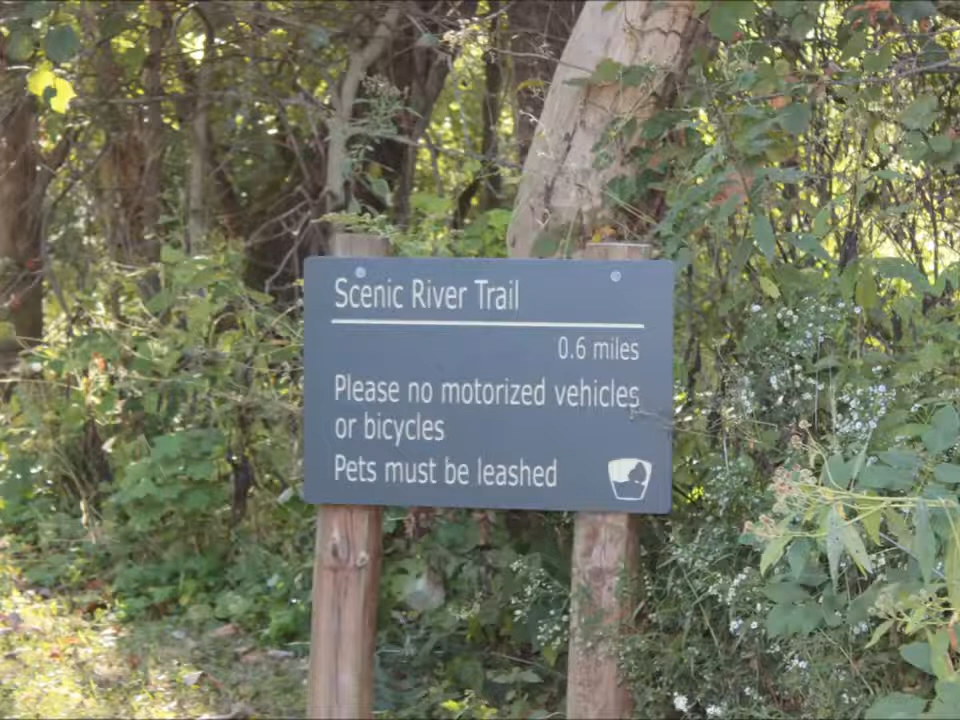 Scenic River Trail
0.6 miles
Please no motorized vehicles
or bicycles
Pets must be leashed